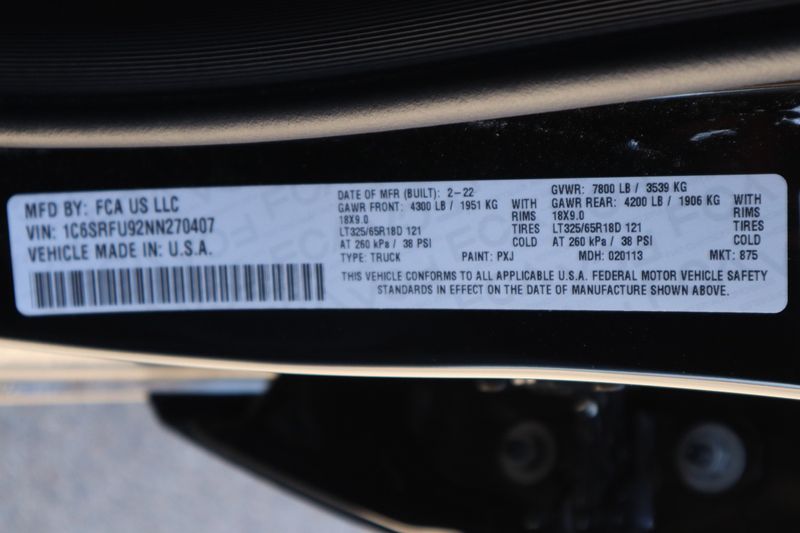 MFD BY: FCA US LLC
VIN: 1C6SRFU92NN270407
VEHICLE MADE IN: U.S.A.
DATE OF MFR (BUILT): 2-22 GVWR: 7800 LB / 3539 KG
GAWR FRONT: 4300 LB / 1951 KG WITH GAWR REAR: 4200 LB / 1906 KG WITH
18X9.0 RIMS 18X9.0 RIMS
LT325/65R18D 121 TIRES LT325/65R18D 121 TIRES
AT 260 kPa / 38 PSI COLD AT 260 kPa / 38 PSI COLD
TYPE: TRUCK PAINT: PXJ MDH: 020113 MKT: 875
THIS VEHICLE CONFORMS TO ALL APPLICABLE U.S.A. FEDERAL MOTOR VEHICLE SAFETY
STANDARDS IN EFFECT ON THE DATE OF MANUFACTURE SHOWN ABOVE.